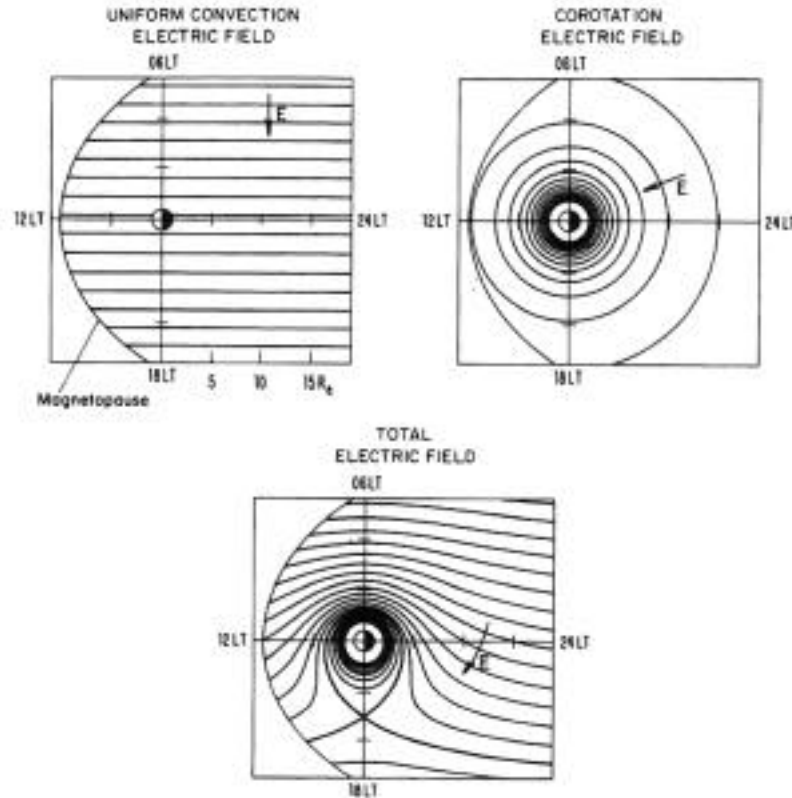 UNIFORM CONVECTION
ELECTRIC FIELD
06LT
E
12LT
24LT
18LT
5
10
15Rₑ
Magnetopause
COROTATION
ELECTRIC FIELD
06LT
E
12LT
24LT
18LT
TOTAL
ELECTRIC FIELD
06LT
12LT
E
24LT
18LT